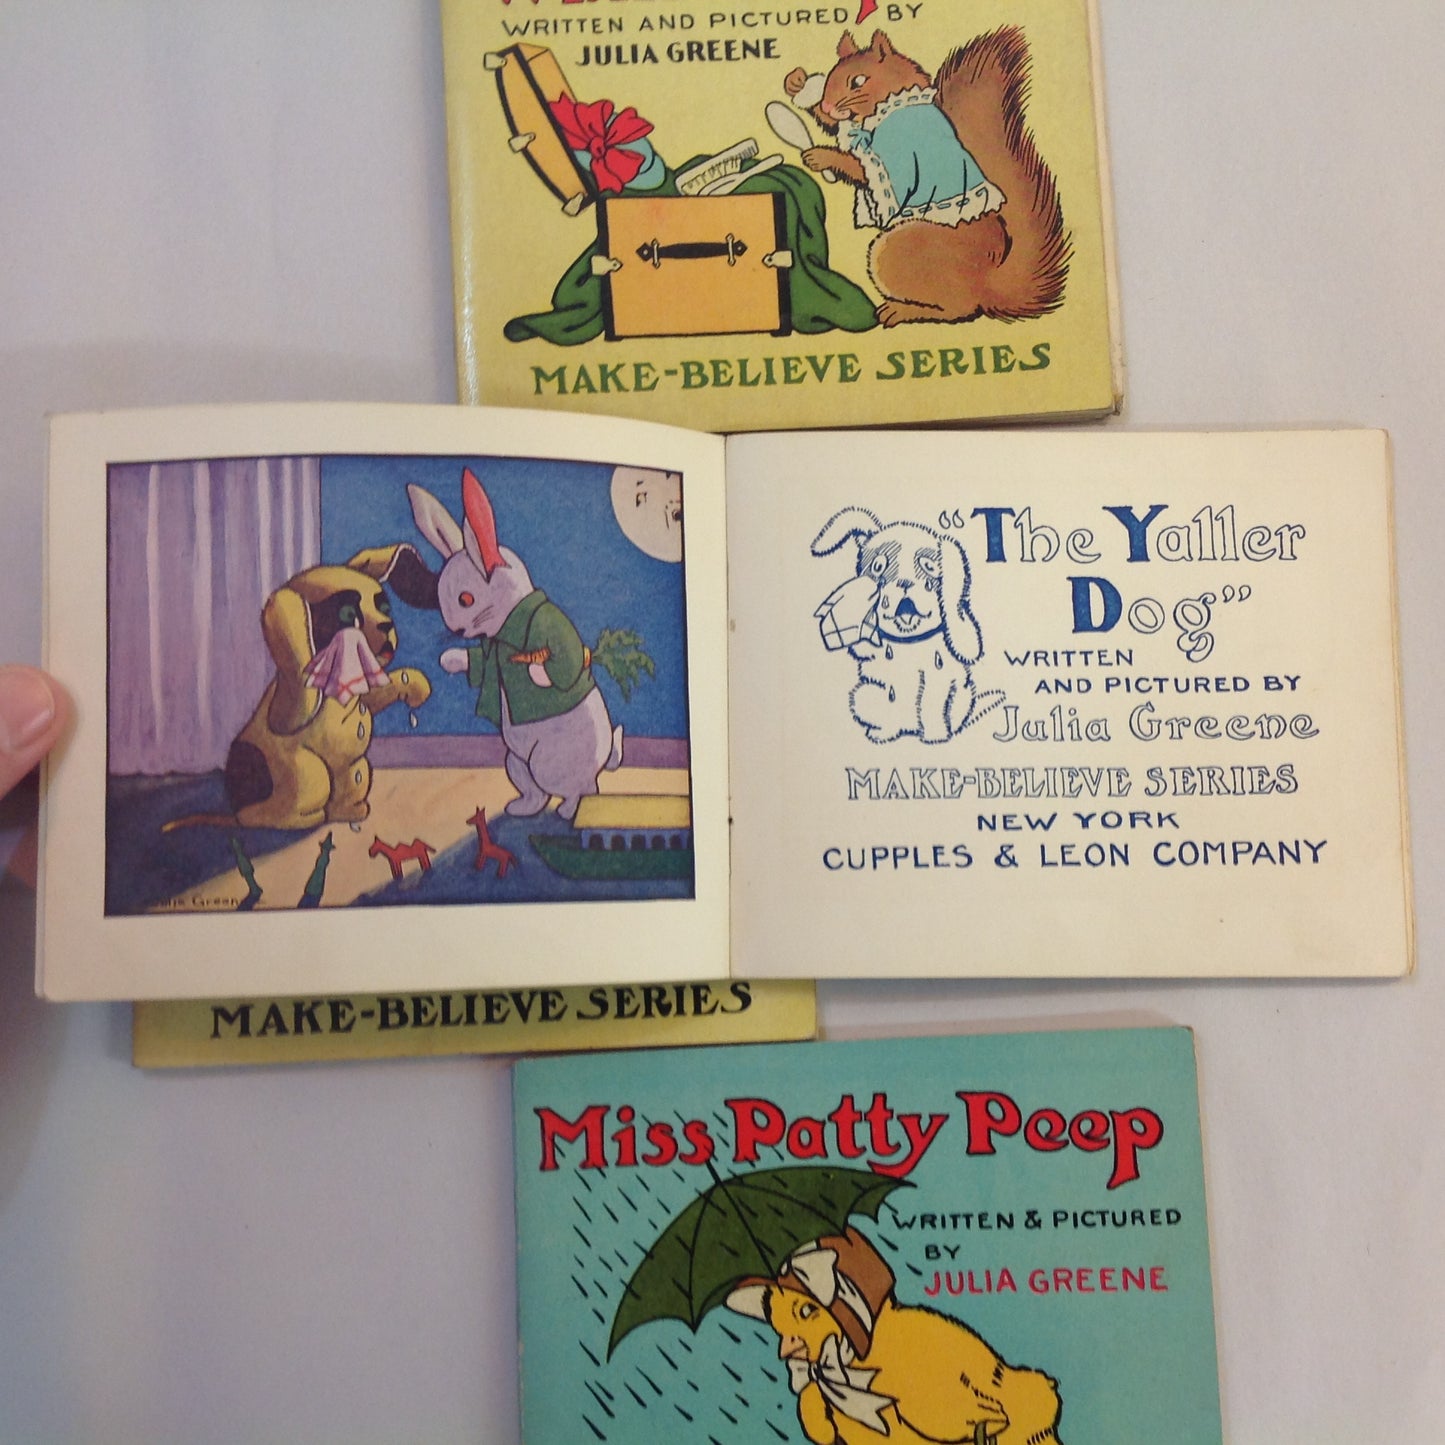 WRITTEN AND PICTURED BY
JULIA GREENE
MAKE-BELIEVE SERIES
"The Yaller
Dog"
WRITTEN
AND PICTURED BY
Julia Greene
MAKE-BELIEVE SERIES
NEW YORK
CUPPLES & LEON COMPANY
MAKE-BELIEVE SERIES
Miss Patty Peep
WRITTEN & PICTURED
BY
JULIA GREENE